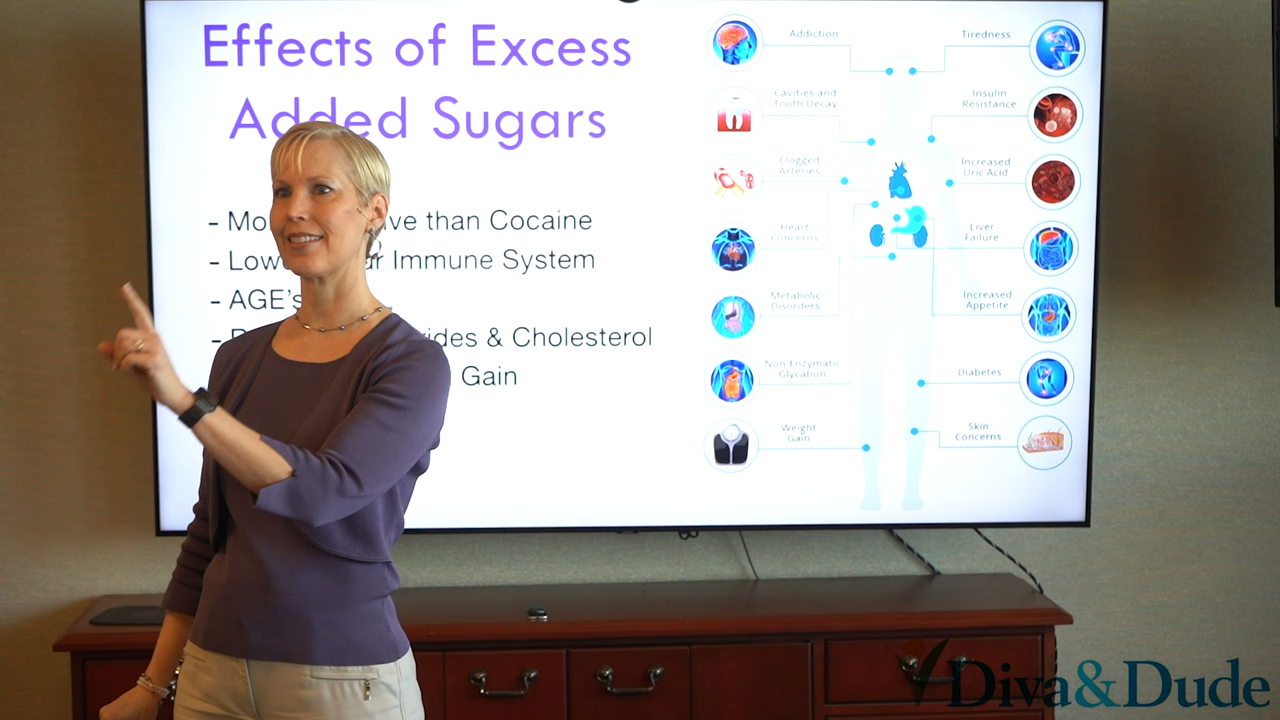 Effects of Excess
Added Sugars
- Mo ive than Cocaine
- Low ur Immune System
- AGE's
- rides & Cholesterol
Gain
Addiction
Cavities and
Tooth Decay
Clogged
Arteries
Heart
Concerns
Metabolic
Disorders
Non Enzymatic
Glycation
Weight
Gain
Tiredness
Insulin
Resistance
Increased
Uric Acid
Liver
Failure
Increased
Appetite
Diabetes
Skin
Concerns
Diva&Dude